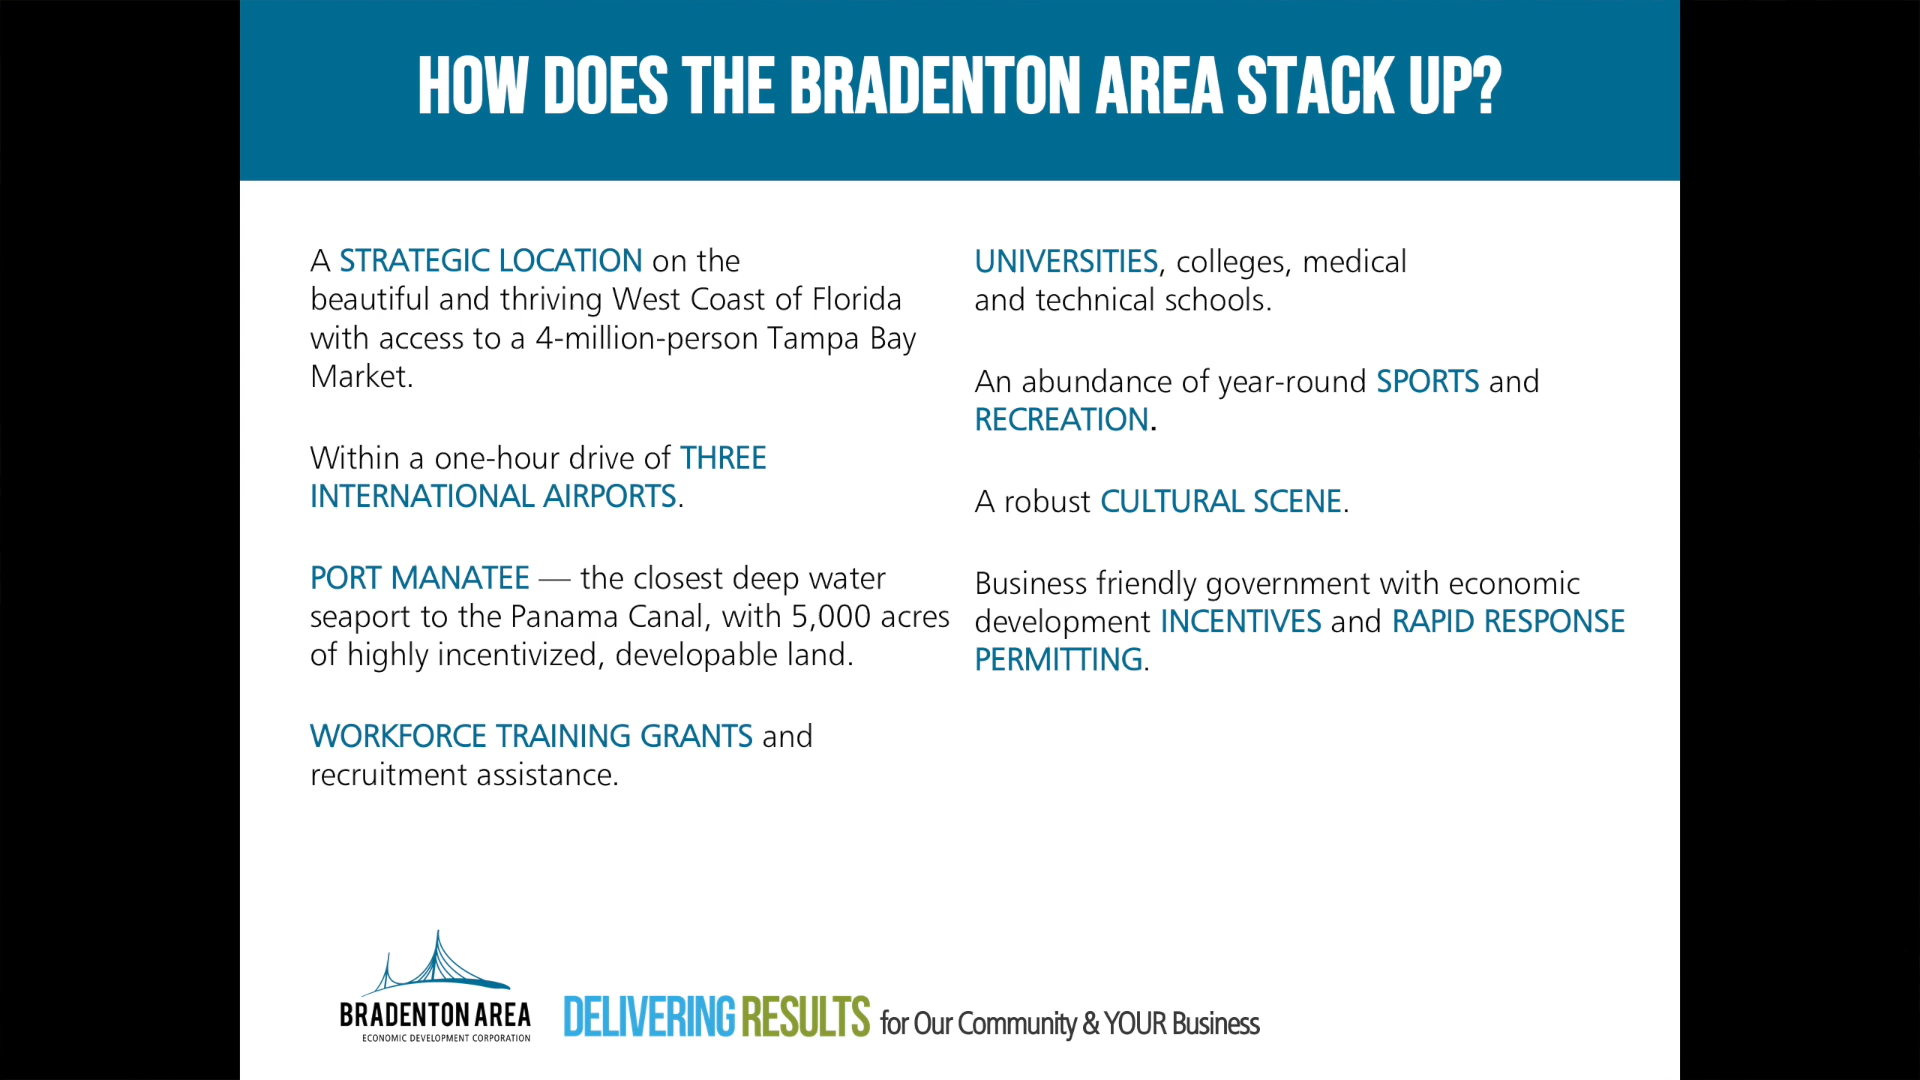 HOW DOES THE BRADENTON AREA STACK UP?
A STRATEGIC LOCATION on the
beautiful and thriving West Coast of Florida
with access to a 4-million-person Tampa Bay
Market.
Within a one-hour drive of THREE
INTERNATIONAL AIRPORTS.
PORT MANATEE — the closest deep water
seaport to the Panama Canal, with 5,000 acres
of highly incentivized, developable land.
WORKFORCE TRAINING GRANTS and
recruitment assistance.
UNIVERSITIES, colleges, medical
and technical schools.
An abundance of year-round SPORTS and
RECREATION.
A robust CULTURAL SCENE.
Business friendly government with economic
development INCENTIVES and RAPID RESPONSE
PERMITTING.
BRADENTON AREA
ECONOMIC DEVELOPMENT CORPORATION
DELIVERING RESULTS for Our Community & YOUR Business